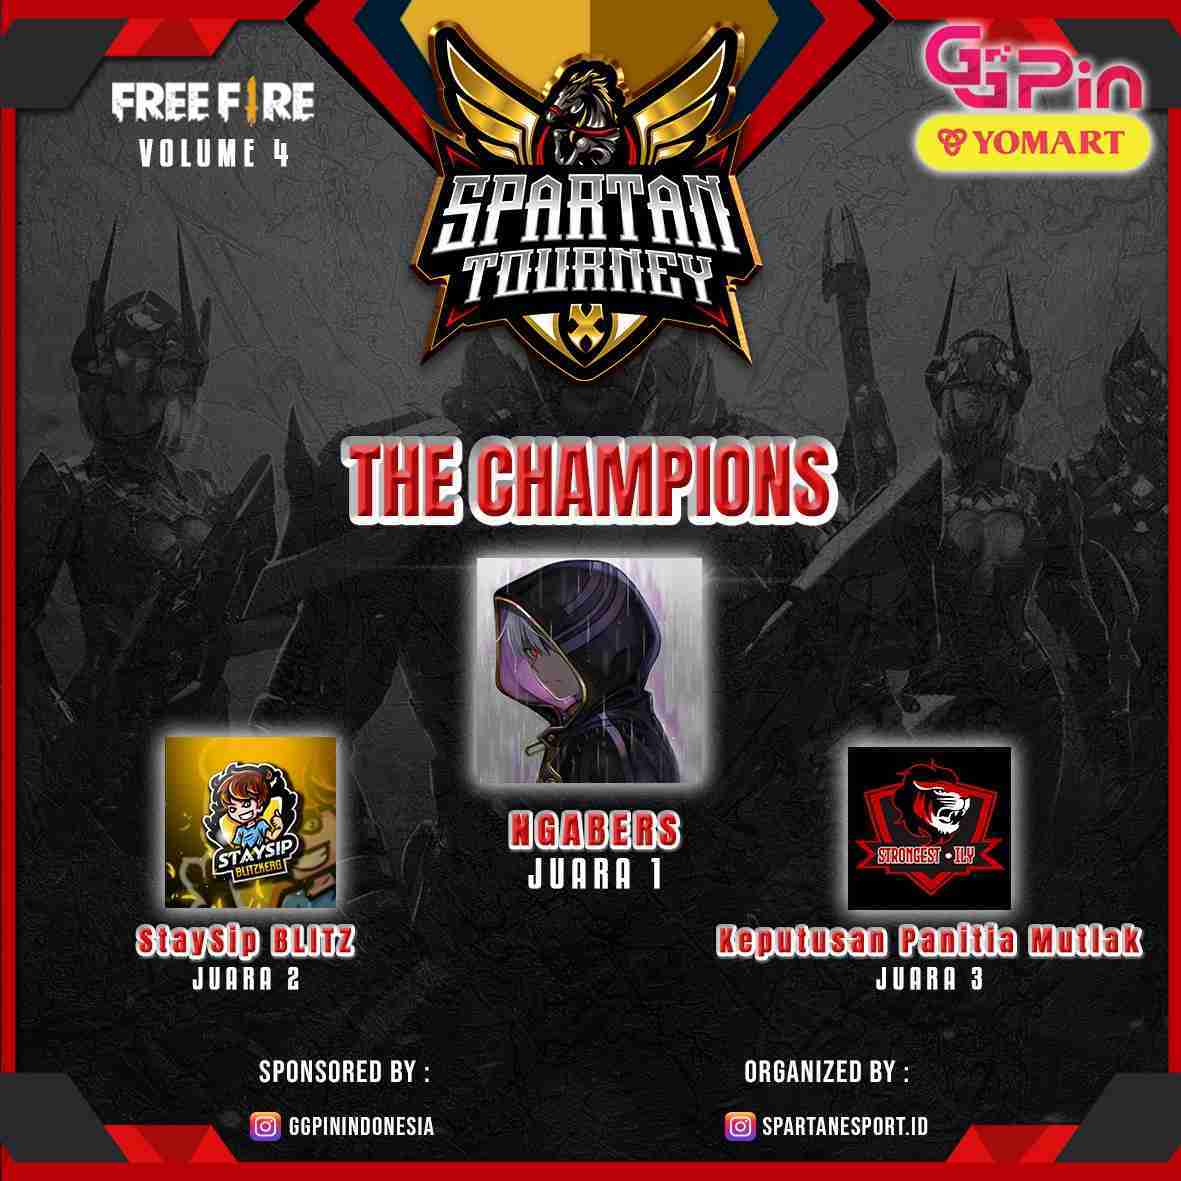 FREE FIRE
VOLUME 4
SPARTAN
TOURNEY
GGPin
YOMART
THE CHAMPIONS
NGABERS
JUARA 1
STAYSIP
BLITZKERG
StaySip BLITZ
JUARA 2
STRONGEST • ILY
Keputusan Panitia Mutlak
JUARA 3
SPONSORED BY :
GGPININDONESIA
ORGANIZED BY :
SPARTANESPORT.ID